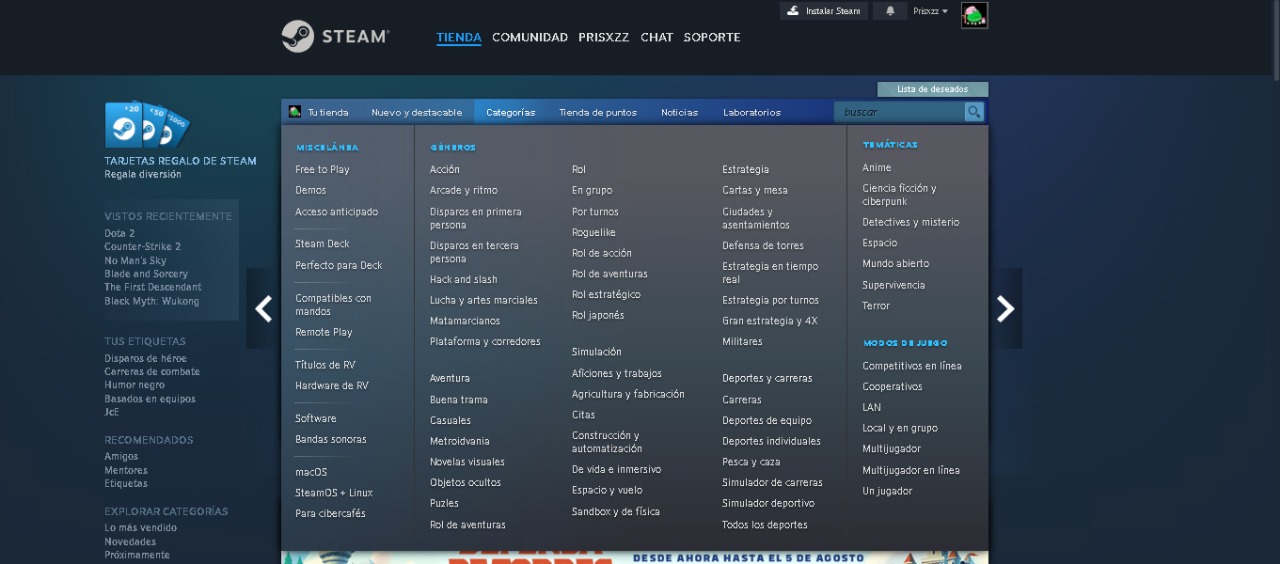 Instalar Steam
Prisxzz
STEAM®
TIENDA COMUNIDAD PRISXZZ CHAT SOPORTE
Lista de deseados
Tu tienda Nuevo y destacable Categorías Tienda de puntos Noticias Laboratorios buscar
$20
€50
TARJETAS REGALO DE STEAM
Regala diversión
VISTOS RECIENTEMENTE
Dota 2
Counter-Strike 2
No Man's Sky
Blade and Sorcery
The First Descendant
Black Myth: Wukong
TUS ETIQUETAS
Disparos de héroe
Carreras de combate
Humor negro
Basados en equipos
JcE
RECOMENDADOS
Amigos
Mentores
Etiquetas
EXPLORAR CATEGORÍAS
Lo más vendido
Novedades
Próximamente
MISCELÁNEA
Free to Play
Demos
Acceso anticipado
Steam Deck
Perfecto para Deck
Compatibles con
mandos
Remote Play
Títulos de RV
Hardware de RV
Software
Bandas sonoras
macOS
SteamOS + Linux
Para cibercafés
GÉNEROS
Acción
Arcade y ritmo
Disparos en primera
persona
Disparos en tercera
persona
Hack and slash
Lucha y artes marciales
Matamarcianos
Plataforma y corredores
Aventura
Buena trama
Casuales
Metroidvania
Novelas visuales
Objetos ocultos
Puzles
Rol de aventuras
Rol
En grupo
Por turnos
Roguelike
Rol de acción
Rol de aventuras
Rol estratégico
Rol japonés
Simulación
Aficiones y trabajos
Agricultura y fabricación
Citas
Construcción y
automatización
De vida e inmersivo
Espacio y vuelo
Sandbox y de física
Estrategia
Cartas y mesa
Ciudades y
asentamientos
Defensa de torres
Estrategia en tiempo
real
Estrategia por turnos
Gran estrategia y 4X
Militares
Deportes y carreras
Carreras
Deportes de equipo
Deportes individuales
Pesca y caza
Simulador de carreras
Simulador deportivo
Todos los deportes
TEMÁTICAS
Anime
Ciencia ficción y
ciberpunk
Detectives y misterio
Espacio
Mundo abierto
Supervivencia
Terror
MODOS DE JUEGO
Competitivos en línea
Cooperativos
LAN
Local y en grupo
Multijugador
Multijugador en línea
Un jugador
DESDE AHORA HASTA EL 5 DE AGOSTO